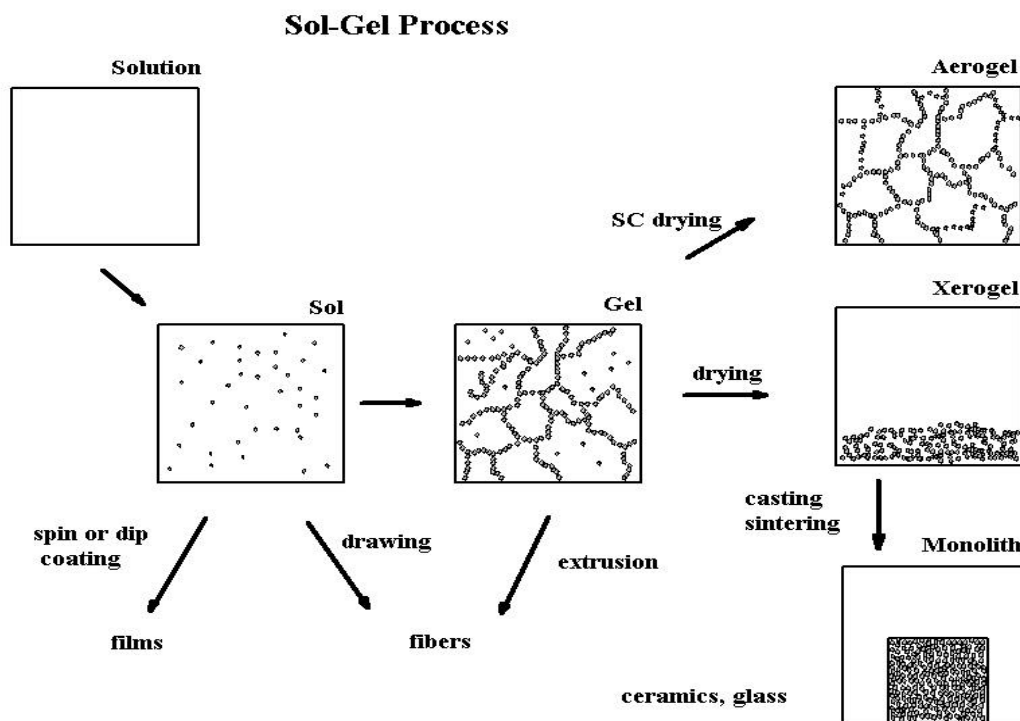 Sol-Gel Process
Solution
Aerogel
SC drying
Sol
Gel
Xerogel
drying
spin or dip
coating
drawing
extrusion
casting
sintering
Monolith
films
fibers
ceramics, glass